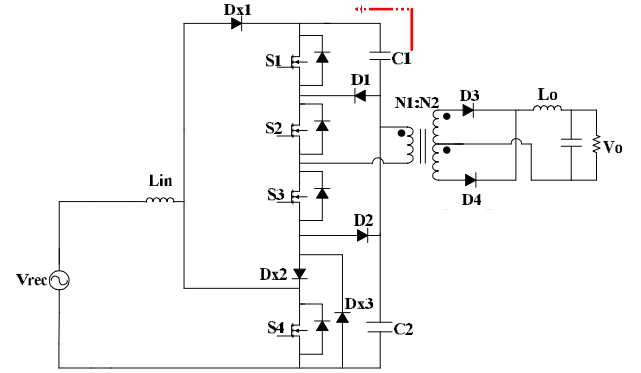 Dx1
C1
S1
D1
N1:N2
D3
Lo
S2
Vo
Lin
S3
D4
D2
Dx2
Vrec
Dx3
S4
C2